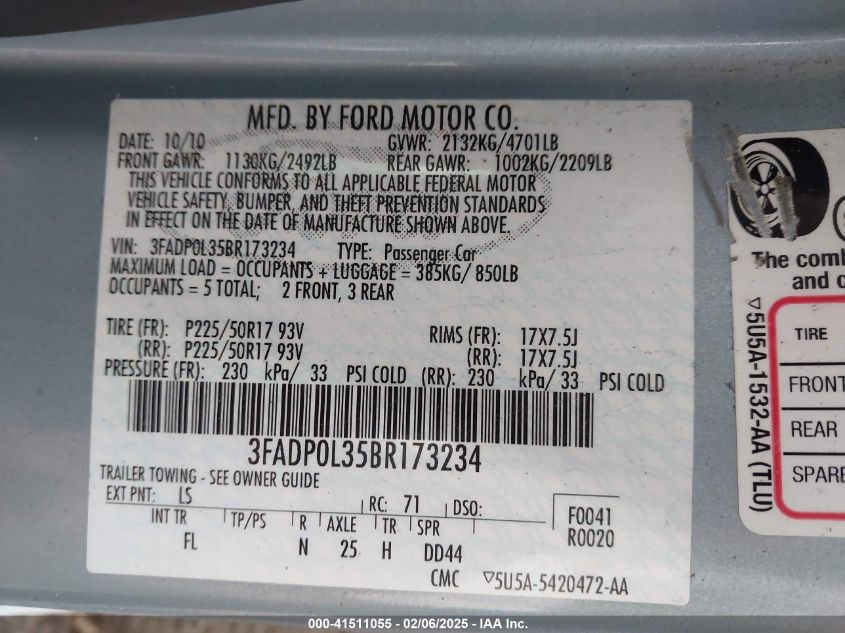 MFD. BY FORD MOTOR CO.
DATE: 10/10 GVWR: 2132KG/4701LB
FRONT GAWR: 1130KG/2492LB REAR GAWR: 1002KG/2209LB
THIS VEHICLE CONFORMS TO ALL APPLICABLE FEDERAL MOTOR
VEHICLE SAFETY, BUMPER, AND THEFT PREVENTION STANDARDS
IN EFFECT ON THE DATE OF MANUFACTURE SHOWN ABOVE.
VIN: 3FADP0L35BR173234 TYPE: Passenger Car
MAXIMUM LOAD = OCCUPANTS + LUGGAGE = 385KG/ 850LB
OCCUPANTS = 5 TOTAL; 2 FRONT, 3 REAR
TIRE (FR): P225/50R17 93V RIMS (FR): 17X7.5J
(RR): P225/50R17 93V (RR): 17X7.5J
PRESSURE (FR): 230 kPa/ 33 PSI COLD (RR): 230 kPa/ 33 PSI COLD
3FADP0L35BR173234
TRAILER TOWING - SEE OWNER GUIDE
EXT PNT: LS RC: 71 DSO: F0041
R0020
INT TR TP/PS R AXLE TR SPR
FL N 25 H DD44
CMC ▽5U5A-5420472-AA
The comb
and c
▽5U5A-1532-AA (TLU)
TIRE
FRONT
REAR
SPARE
000-41511055 - 02/06/2025 - IAA Inc.